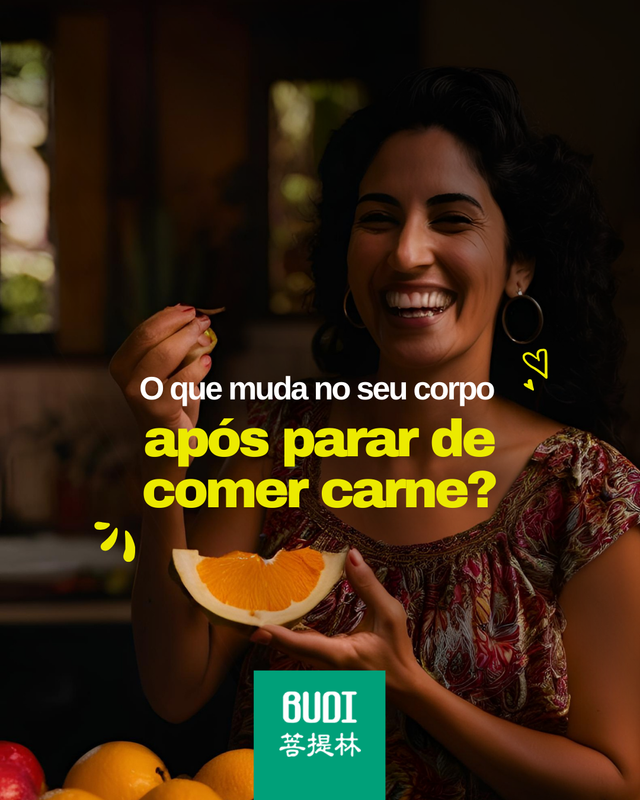 O que muda no seu corpo
após parar de
comer carne?
BUDI
菩提林